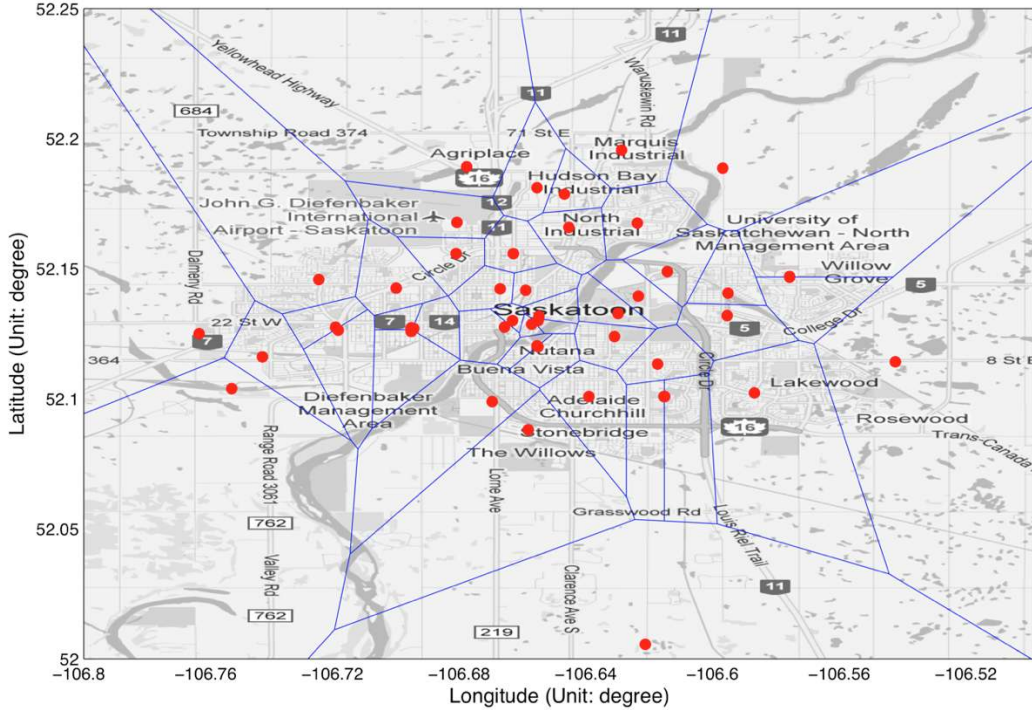 52.25
11
Yellowhead Highway
Wanuskewin Rd
11
684
52.2
Township Road 374
71 St E
Marquis
Industrial
Agriplace
16
Hudson Bay
Industrial
12
John G. Diefenbaker
International
Airport - Saskatoon
11
North
Industrial
University of
Saskatchewan - North
Management Area
Dalmeny Rd
Circle Dr
52.15
Willow
Grove
5
22 St W
7
14
Saskatoon
5
College Dr
7
364
Nutana
Buena Vista
Circle Dr
8 St E
Lakewood
52.1
Diefenbaker
Management
Area
Adelaide
Churchhill
Rosewood
Stonebridge
16
Trans-Canada
The Willows
Range Road 3061
Lorne Ave
Latitude (Unit: degree)
52.05
762
Grasswood Rd
Louis Riel Trail
Valley Rd
Clarence Ave S
11
762
219
52
−106.8
−106.76
−106.72
−106.68
−106.64
−106.6
−106.56
−106.52
Longitude (Unit: degree)